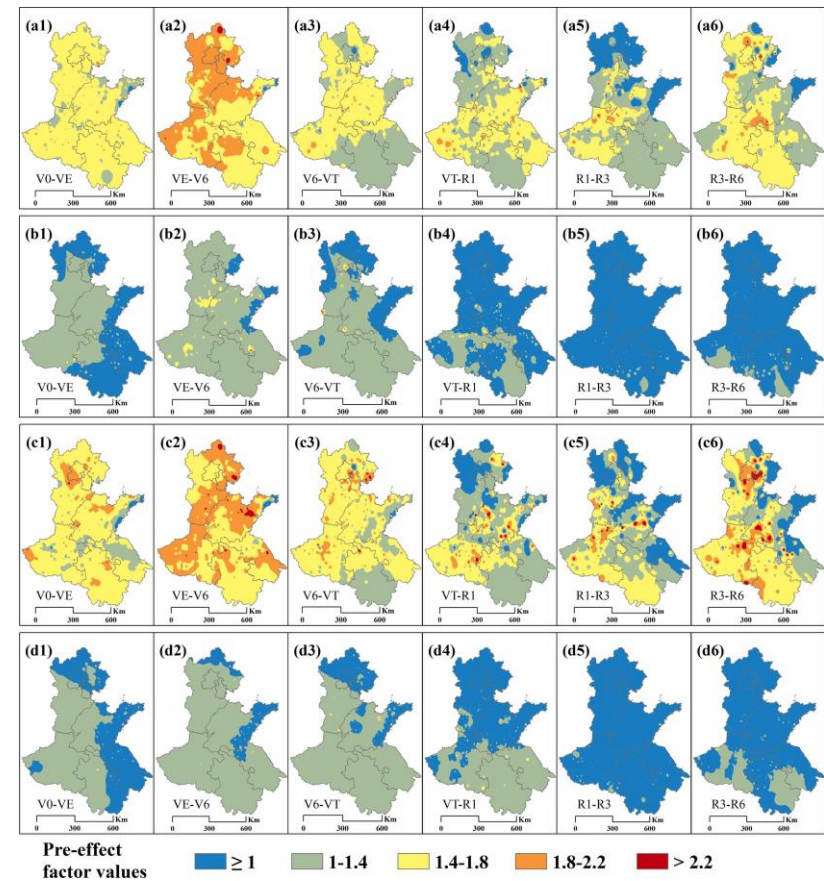 (a1) (a2) (a3) (a4) (a5) (a6)
V0-VE VE-V6 V6-VT VT-R1 R1-R3 R3-R6
Km
0 300 600 0 300 600 0 300 600 0 300 600 0 300 600 0 300 600
(b1) (b2) (b3) (b4) (b5) (b6)
V0-VE VE-V6 V6-VT VT-R1 R1-R3 R3-R6
Km Km Km Km Km Km
0 300 600 0 300 600 0 300 600 0 300 600 0 300 600 0 300 600
(c1) (c2) (c3) (c4) (c5) (c6)
V0-VE VE-V6 V6-VT VT-R1 R1-R3 R3-R6
Km Km Km Km Km Km
0 300 600 0 300 600 0 300 600 0 300 600 0 300 600 0 300 600
(d1) (d2) (d3) (d4) (d5) (d6)
V0-VE VE-V6 V6-VT VT-R1 R1-R3 R3-R6
Km Km Km Km Km Km
0 300 600 0 300 600 0 300 600 0 300 600 0 300 600 0 300 600
Pre-effect
factor values ≥ 1 1-1.4 1.4-1.8 1.8-2.2 > 2.2